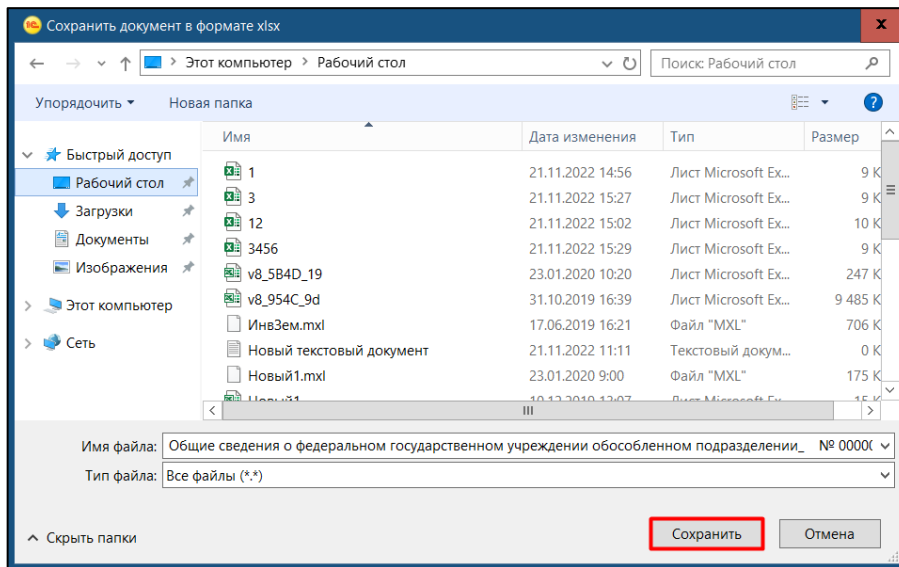 1С Сохранить документ в формате xlsx x
Этот компьютер > Рабочий стол Поиск: Рабочий стол
Упорядочить Новая папка ?
Имя Дата изменения Тип Размер
Быстрый доступ
Рабочий стол
Загрузки
Документы
Изображения
Этот компьютер
Сеть
1 21.11.2022 14:56 Лист Microsoft Ex... 9 К
3 21.11.2022 15:27 Лист Microsoft Ex... 9 К
12 21.11.2022 15:02 Лист Microsoft Ex... 10 К
3456 21.11.2022 15:29 Лист Microsoft Ex... 9 К
v8_5B4D_19 23.01.2020 10:20 Лист Microsoft Ex... 247 К
v8_954C_9d 31.10.2019 16:39 Лист Microsoft Ex... 9 485 К
ИнвЗем.mxl 17.06.2019 16:21 Файл "MXL" 706 К
Новый текстовый документ 21.11.2022 11:11 Текстовый докум... 0 К
Новый1.mxl 23.01.2020 9:00 Файл "MXL" 175 К
Имя файла: Общие сведения о федеральном государственном учреждении обособленном подразделении_ № 0000
Тип файла: Все файлы (*.*)
Скрыть папки Сохранить Отмена